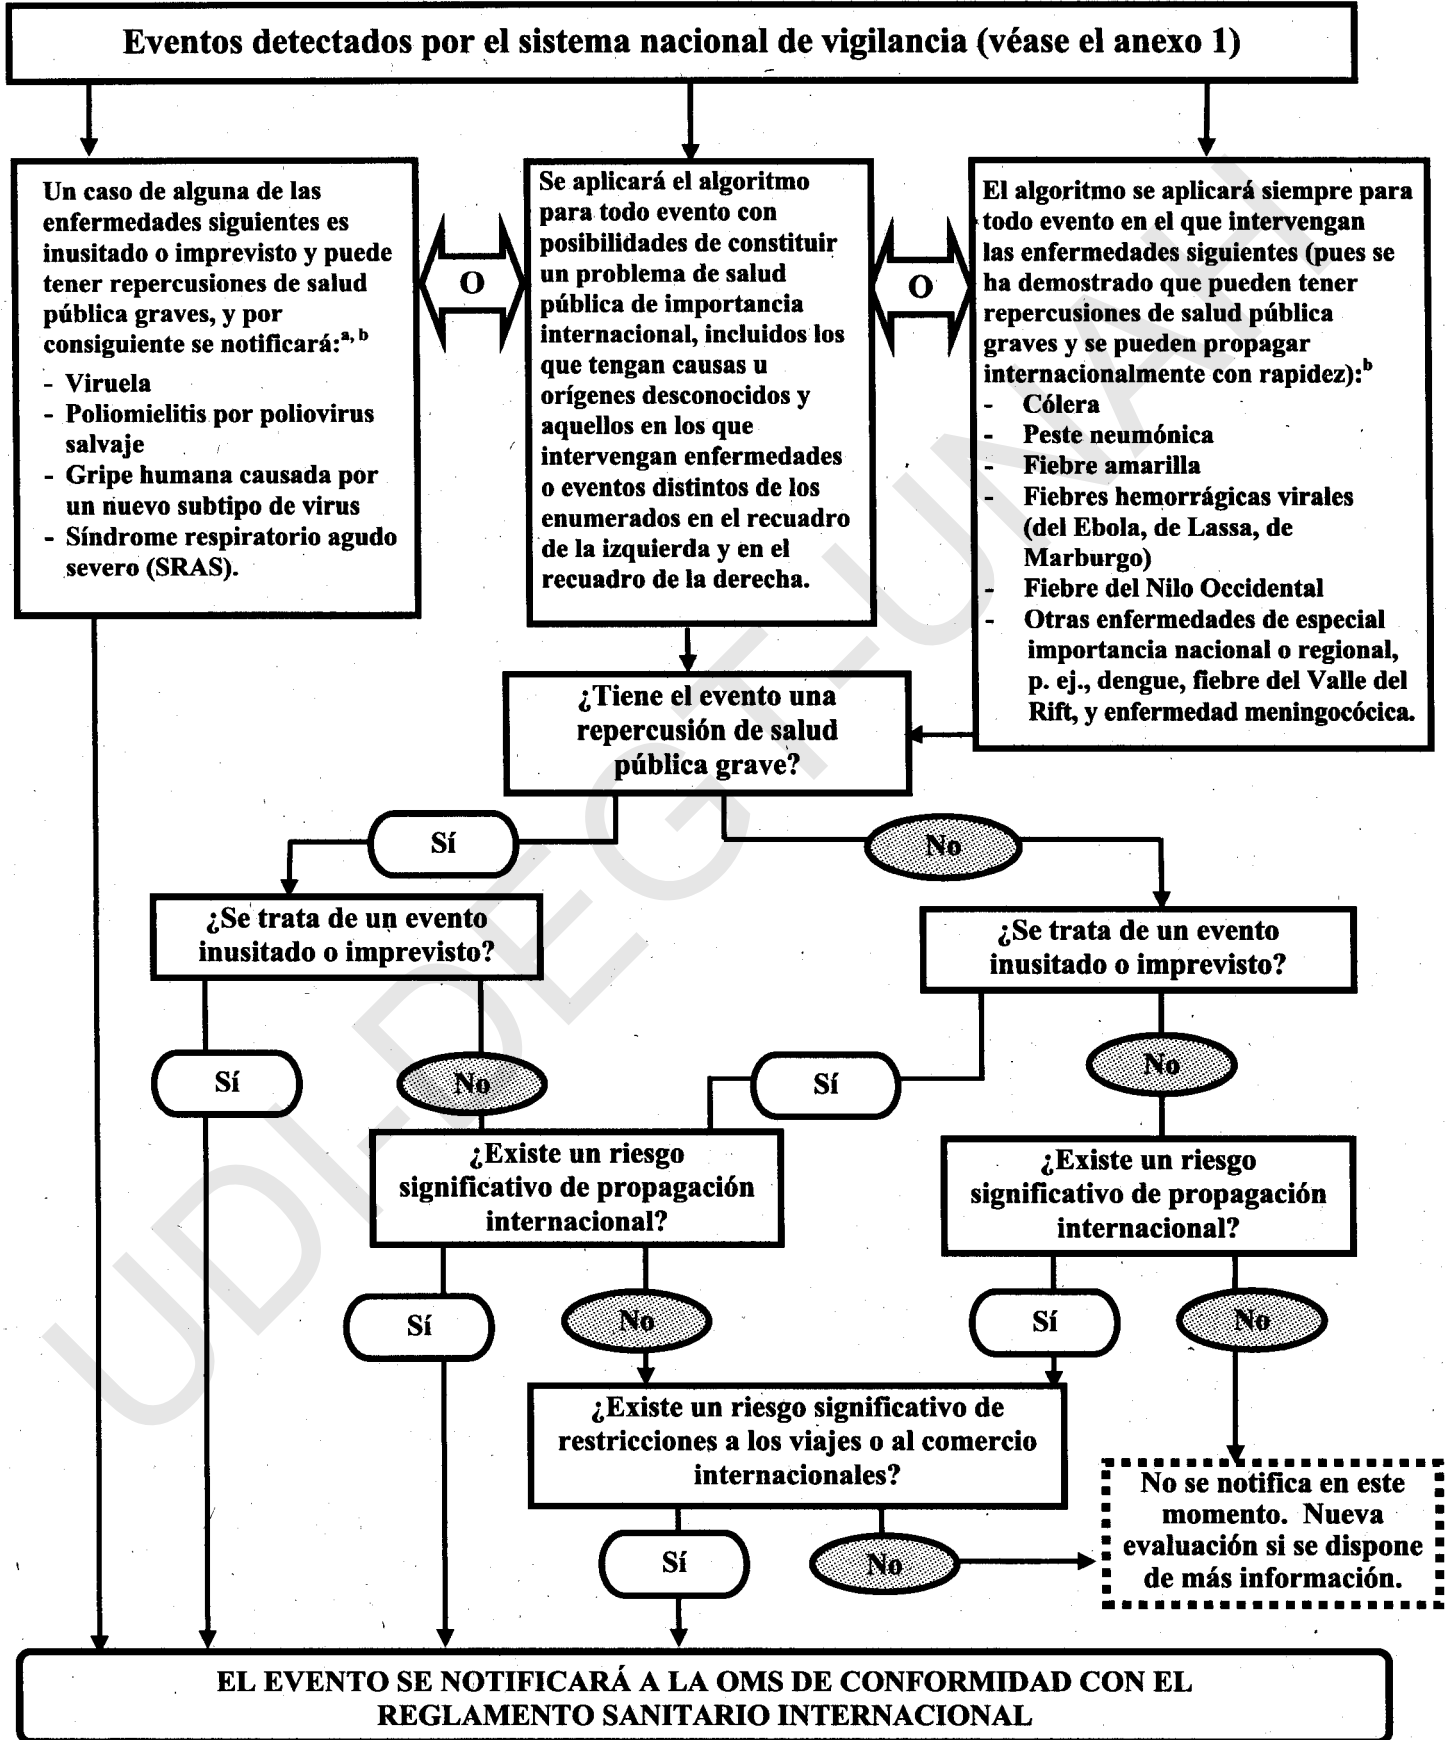 Eventos detectados por el sistema nacional de vigilancia (véase el anexo 1)
Un caso de alguna de las
enfermedades siguientes es
inusitado o imprevisto y puede
tener repercusiones de salud
pública graves, y por
consiguiente se notificará:a, b
- Viruela
- Poliomielitis por poliovirus
salvaje
- Gripe humana causada por
un nuevo subtipo de virus
- Síndrome respiratorio agudo
severo (SRAS).
O
Se aplicará el algoritmo
para todo evento con
posibilidades de constituir
un problema de salud
pública de importancia
internacional, incluidos los
que tengan causas u
orígenes desconocidos y
aquellos en los que
intervengan enfermedades
o eventos distintos de los
enumerados en el recuadro
de la izquierda y en el
recuadro de la derecha.
O
El algoritmo se aplicará siempre para
todo evento en el que intervengan
las enfermedades siguientes (pues se
ha demostrado que pueden tener
repercusiones de salud pública
graves y se pueden propagar
internacionalmente con rapidez):b
- Cólera
- Peste neumónica
- Fiebre amarilla
- Fiebres hemorrágicas virales
(del Ebola, de Lassa, de
Marburgo)
- Fiebre del Nilo Occidental
- Otras enfermedades de especial
importancia nacional o regional,
p. ej., dengue, fiebre del Valle del
Rift, y enfermedad meningocócica.
¿Tiene el evento una
repercusión de salud
pública grave?
Sí
No
¿Se trata de un evento
inusitado o imprevisto?
¿Se trata de un evento
inusitado o imprevisto?
Sí
No
Sí
No
¿Existe un riesgo
significativo de propagación
internacional?
¿Existe un riesgo
significativo de propagación
internacional?
Sí
No
Sí
No
¿Existe un riesgo significativo de
restricciones a los viajes o al comercio
internacionales?
No se notifica en este
momento. Nueva
evaluación si se dispone
de más información.
Sí
No
EL EVENTO SE NOTIFICARÁ A LA OMS DE CONFORMIDAD CON EL
REGLAMENTO SANITARIO INTERNACIONAL
UDI-DEGT-UNAH